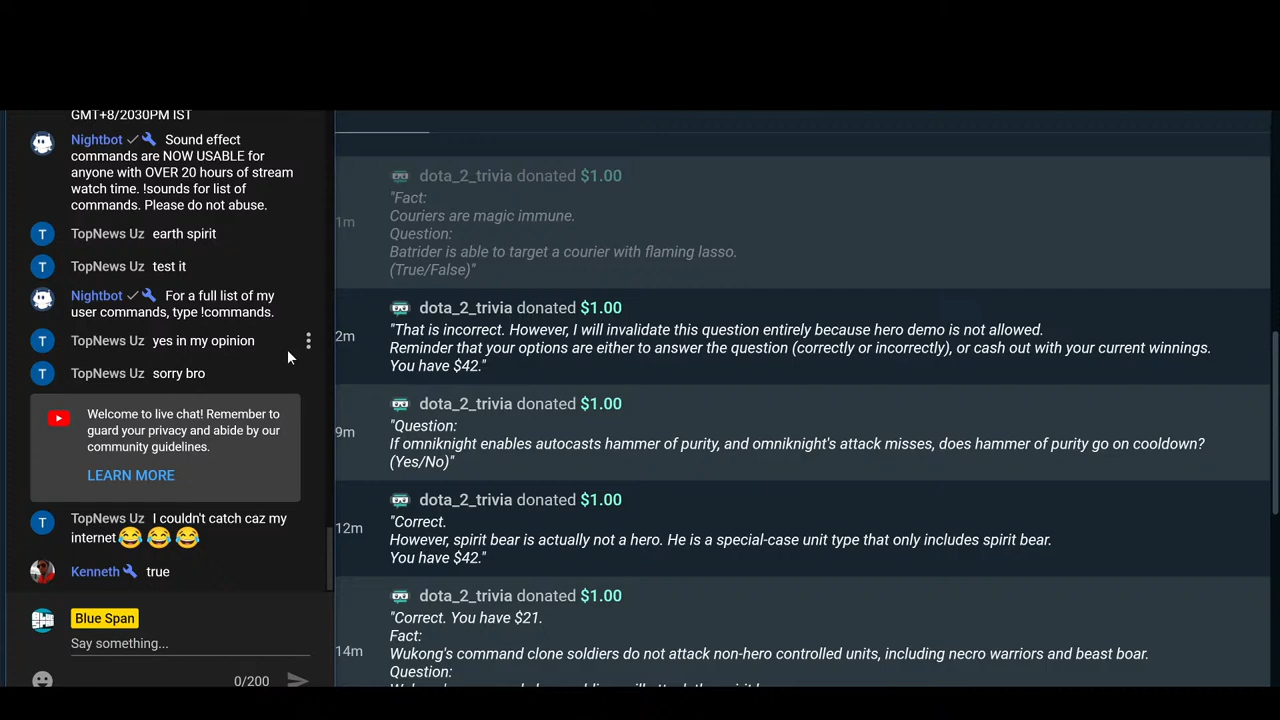 GMT+8/2030PM IST
Nightbot Sound effect
commands are NOW USABLE for
anyone with OVER 20 hours of stream
watch time. !sounds for list of
commands. Please do not abuse.
T TopNews Uz earth spirit
T TopNews Uz test it
Nightbot For a full list of my
user commands, type !commands.
T TopNews Uz yes in my opinion
T TopNews Uz sorry bro
Welcome to live chat! Remember to
guard your privacy and abide by our
community guidelines.
LEARN MORE
T TopNews Uz I couldn't catch caz my
internet😂 😂 😂
Kenneth true
Blue Span
Say something...
0/200
dota_2_trivia donated $1.00
"Fact:
Couriers are magic immune.
1m
Question:
Batrider is able to target a courier with flaming lasso.
(True/False)"
dota_2_trivia donated $1.00
2m
"That is incorrect. However, I will invalidate this question entirely because hero demo is not allowed.
Reminder that your options are either to answer the question (correctly or incorrectly), or cash out with your current winnings.
You have $42."
dota_2_trivia donated $1.00
9m
"Question:
If omniknight enables autocasts hammer of purity, and omniknight's attack misses, does hammer of purity go on cooldown?
(Yes/No)"
dota_2_trivia donated $1.00
12m
"Correct.
However, spirit bear is actually not a hero. He is a special-case unit type that only includes spirit bear.
You have $42."
dota_2_trivia donated $1.00
"Correct. You have $21.
Fact:
14m
Wukong's command clone soldiers do not attack non-hero controlled units, including necro warriors and beast boar.
Question: